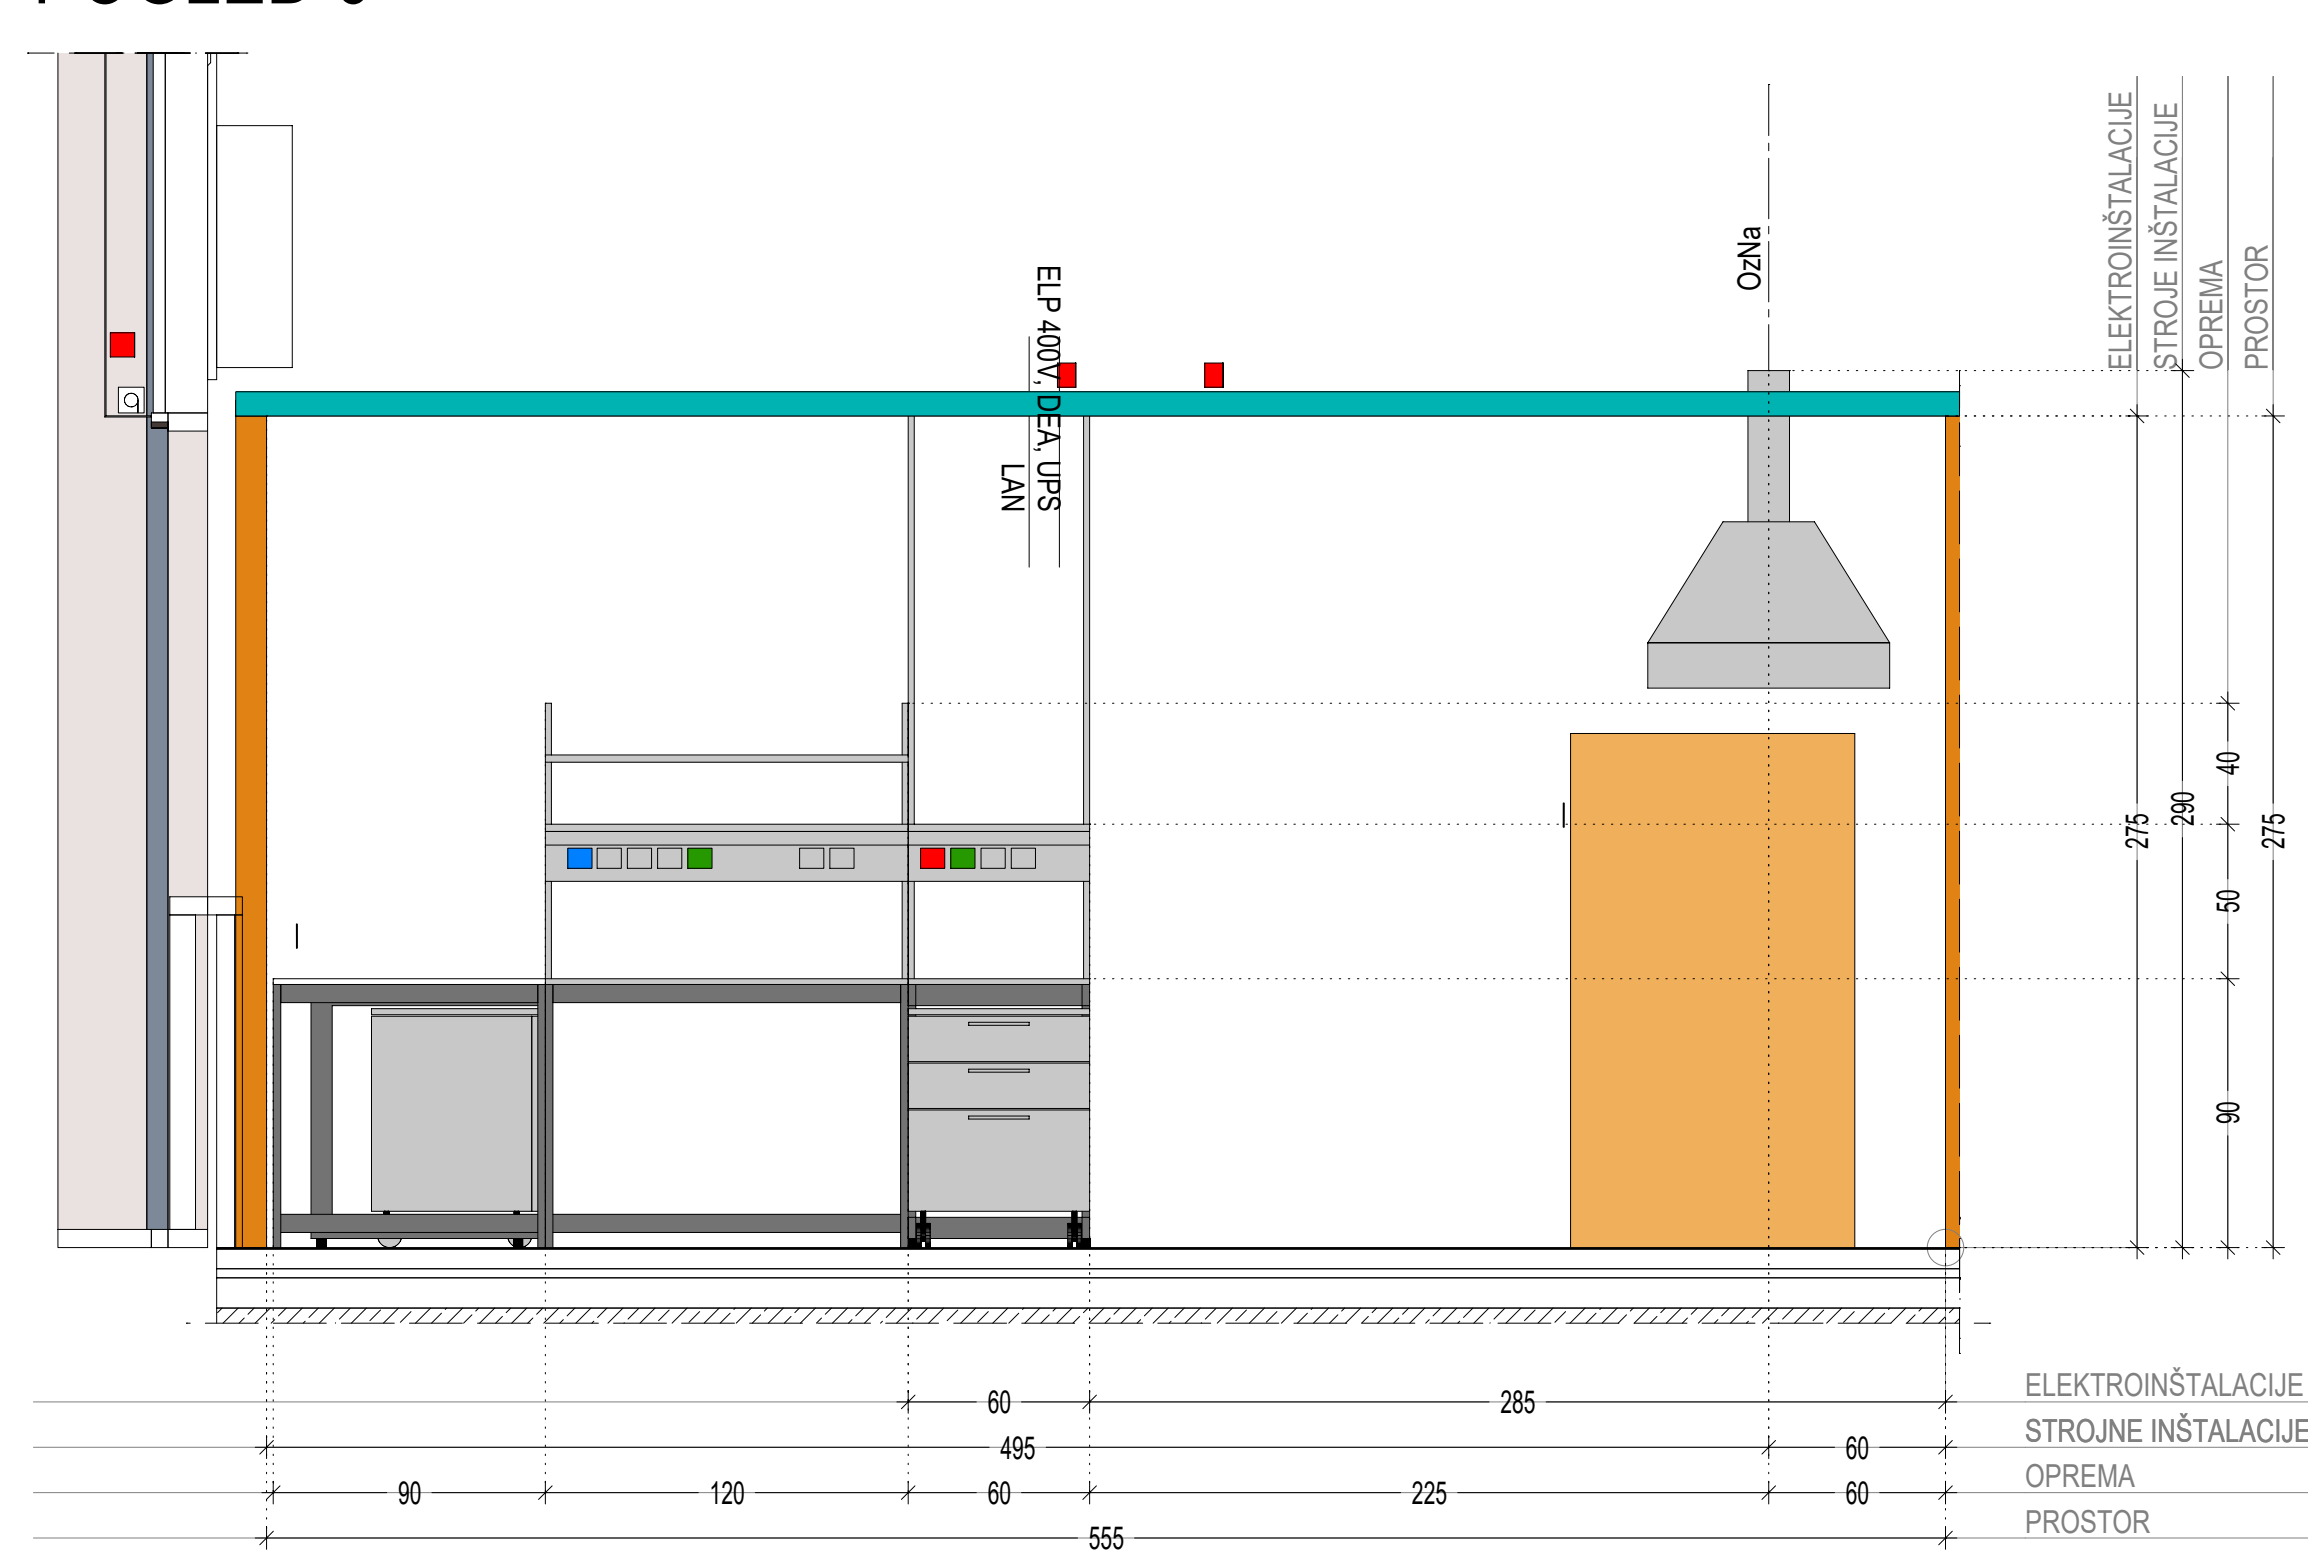 ELEKTROINŠTALACIJE
STROJE INŠTALACIJE
OPREMA
PROSTOR
OZNa
ELP 400V, DEA, UPS
LAN
275
290
40
50
90
275
60
285
ELEKTROINŠTALACIJE
495
60
STROJNE INŠTALACIJE
90
120
60
225
60
OPREMA
555
PROSTOR